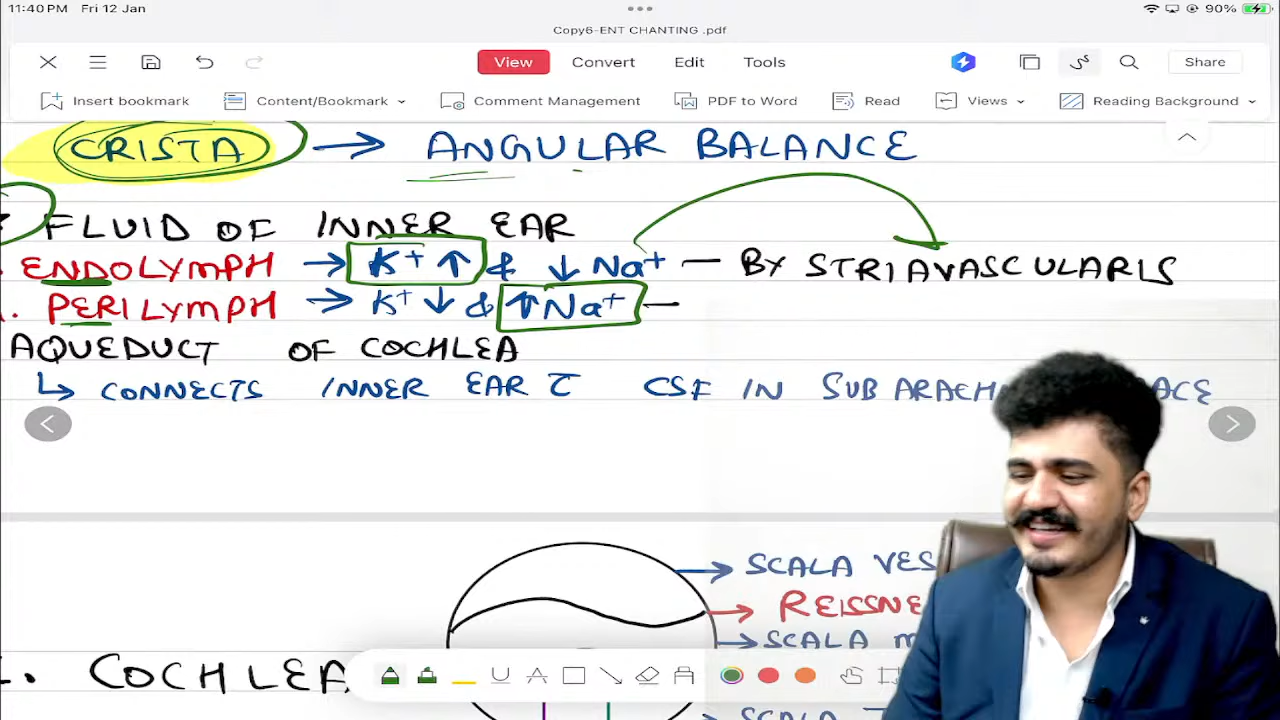 11:40 PM Fri 12 Jan
90%
Copy6-ENT CHANTING .pdf
View Convert Edit Tools Share
Insert bookmark Content/Bookmark Comment Management PDF to Word Read Views Reading Background
CRISTA → ANGULAR BALANCE
FLUID OF INNER EAR
ENDOLYMPH → K+ ↑ & ↓ Na+ — BY STRIAVASCULARIS
PERILYMPH → K+ ↓ & ↑ Na+ —
AQUEDUCT OF COCHLEA
↳ CONNECTS INNER EAR C̄ CSF IN SUB ARACH
→ SCALA VES
→ REISSNE
→ SCALA M
COCHLEA
→ SCALA